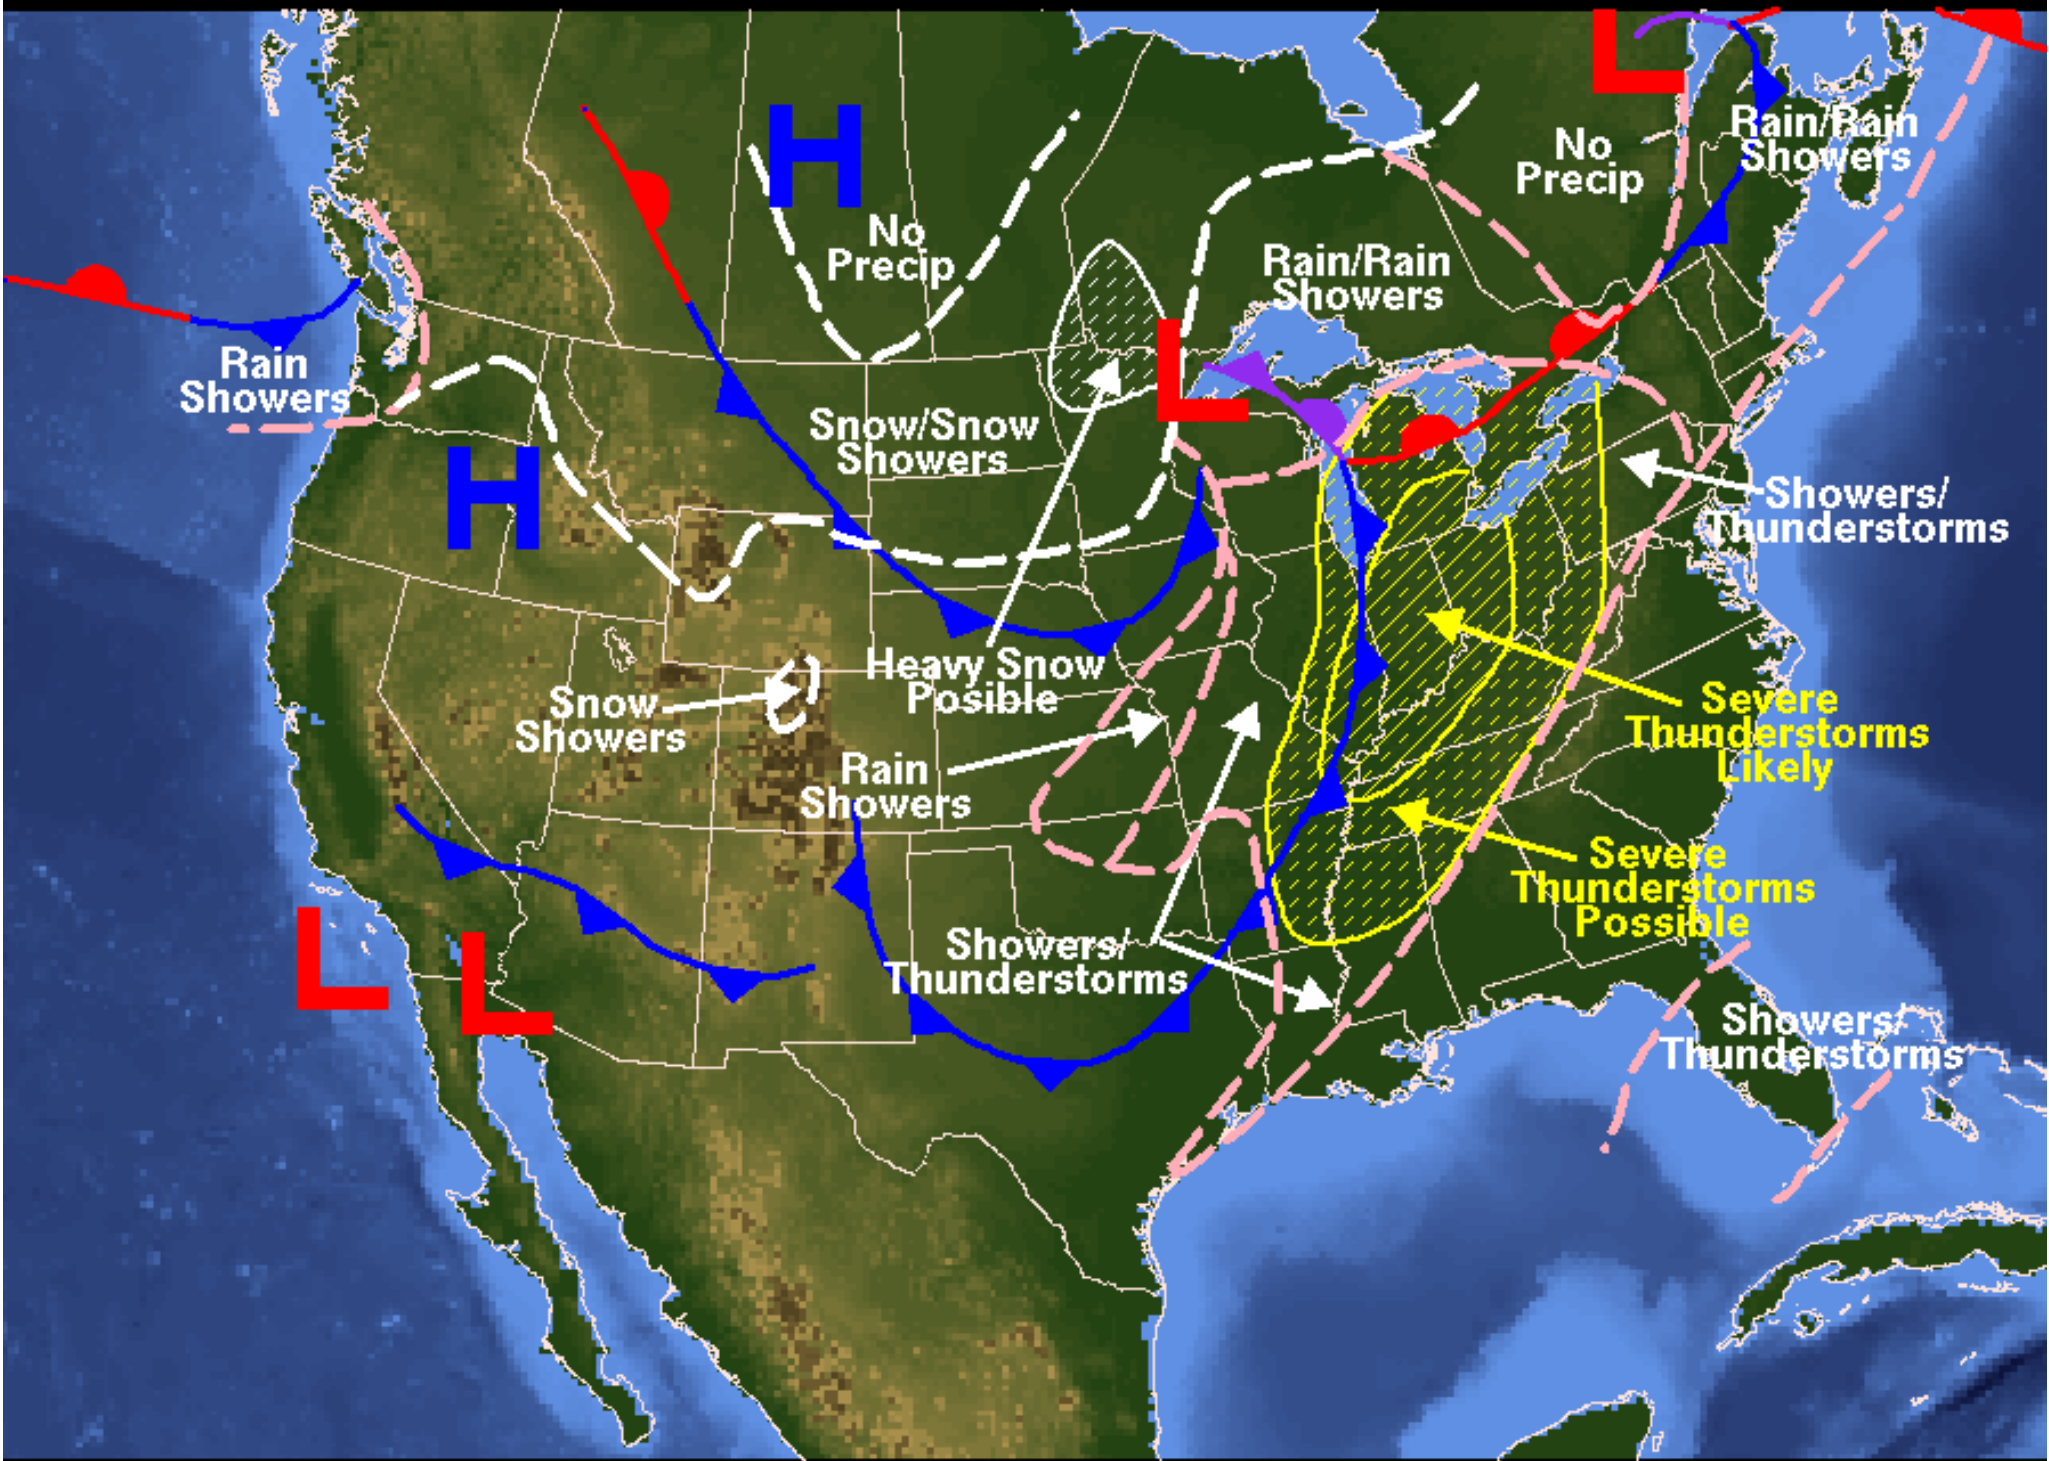 H
L
No
Precip
Rain/Rain
Showers
H
No
Precip
Rain/Rain
Showers
L
Rain
Showers
Snow/Snow
Showers
H
Showers/
Thunderstorms
Heavy Snow
Posible
Snow
Showers
Severe
Thunderstorms
Likely
Rain
Showers
Severe
Thunderstorms
Possible
L
L
Showers/
Thunderstorms
Showers/
Thunderstorms